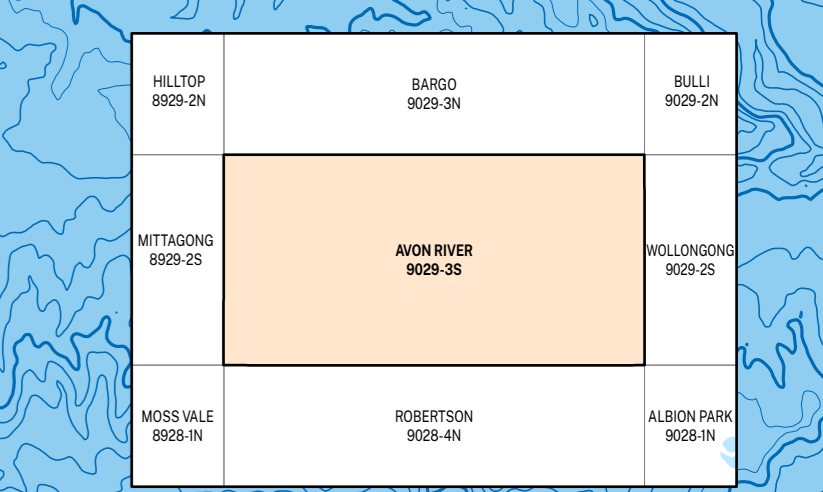 HILLTOP
8929-2N
BARGO
9029-3N
BULLI
9029-2N
MITTAGONG
8929-2S
AVON RIVER
9029-3S
WOLLONGONG
9029-2S
MOSS VALE
8928-1N
ROBERTSON
9028-4N
ALBION PARK
9028-1N